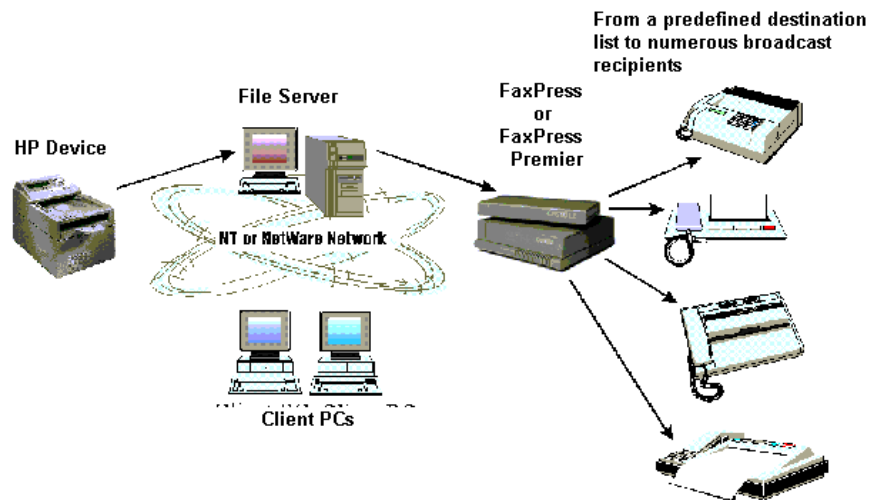 From a predefined destination
list to numerous broadcast
recipients
File Server
FaxPress
or
FaxPress
Premier
HP Device
NT or NetWare Network
Client PCs